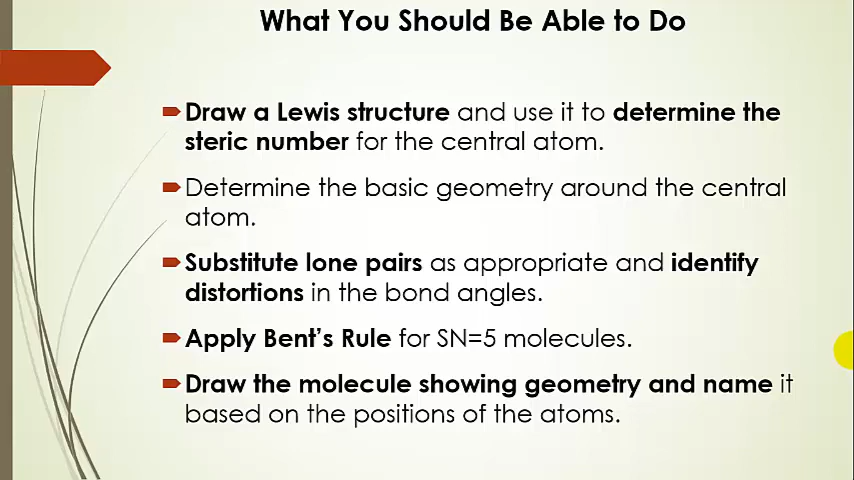 What You Should Be Able to Do
Draw a Lewis structure and use it to determine the
steric number for the central atom.
Determine the basic geometry around the central
atom.
Substitute lone pairs as appropriate and identify
distortions in the bond angles.
Apply Bent’s Rule for SN=5 molecules.
Draw the molecule showing geometry and name it
based on the positions of the atoms.